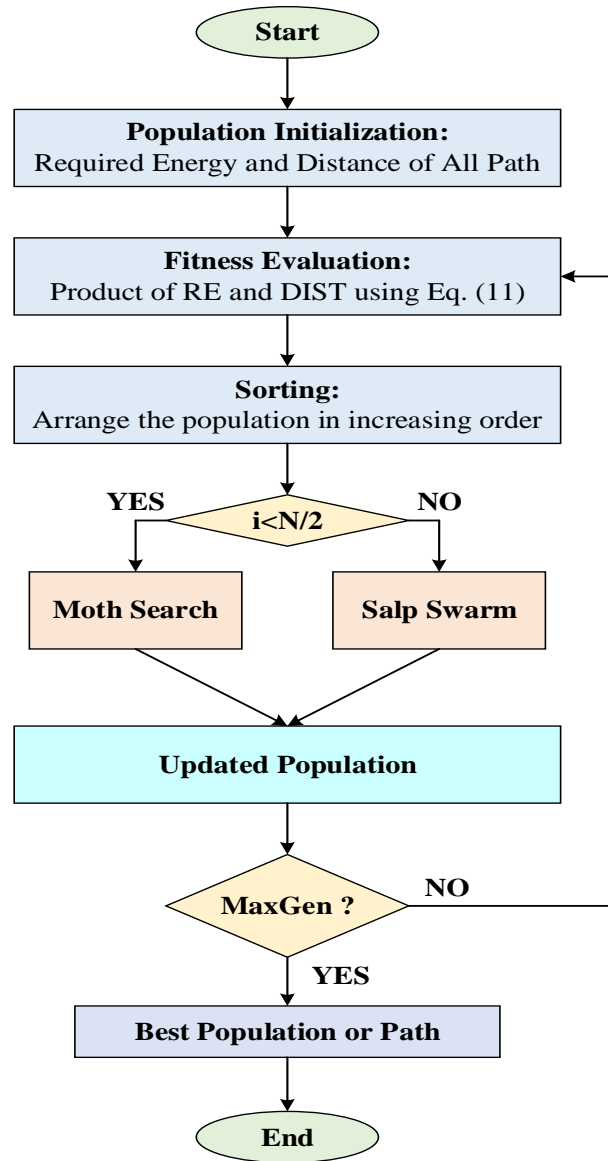 Start
Population Initialization:
Required Energy and Distance of All Path
Fitness Evaluation:
Product of RE and DIST using Eq. (11)
Sorting:
Arrange the population in increasing order
YES
NO
i<N/2
Moth Search
Salp Swarm
Updated Population
MaxGen ?
NO
YES
Best Population or Path
End